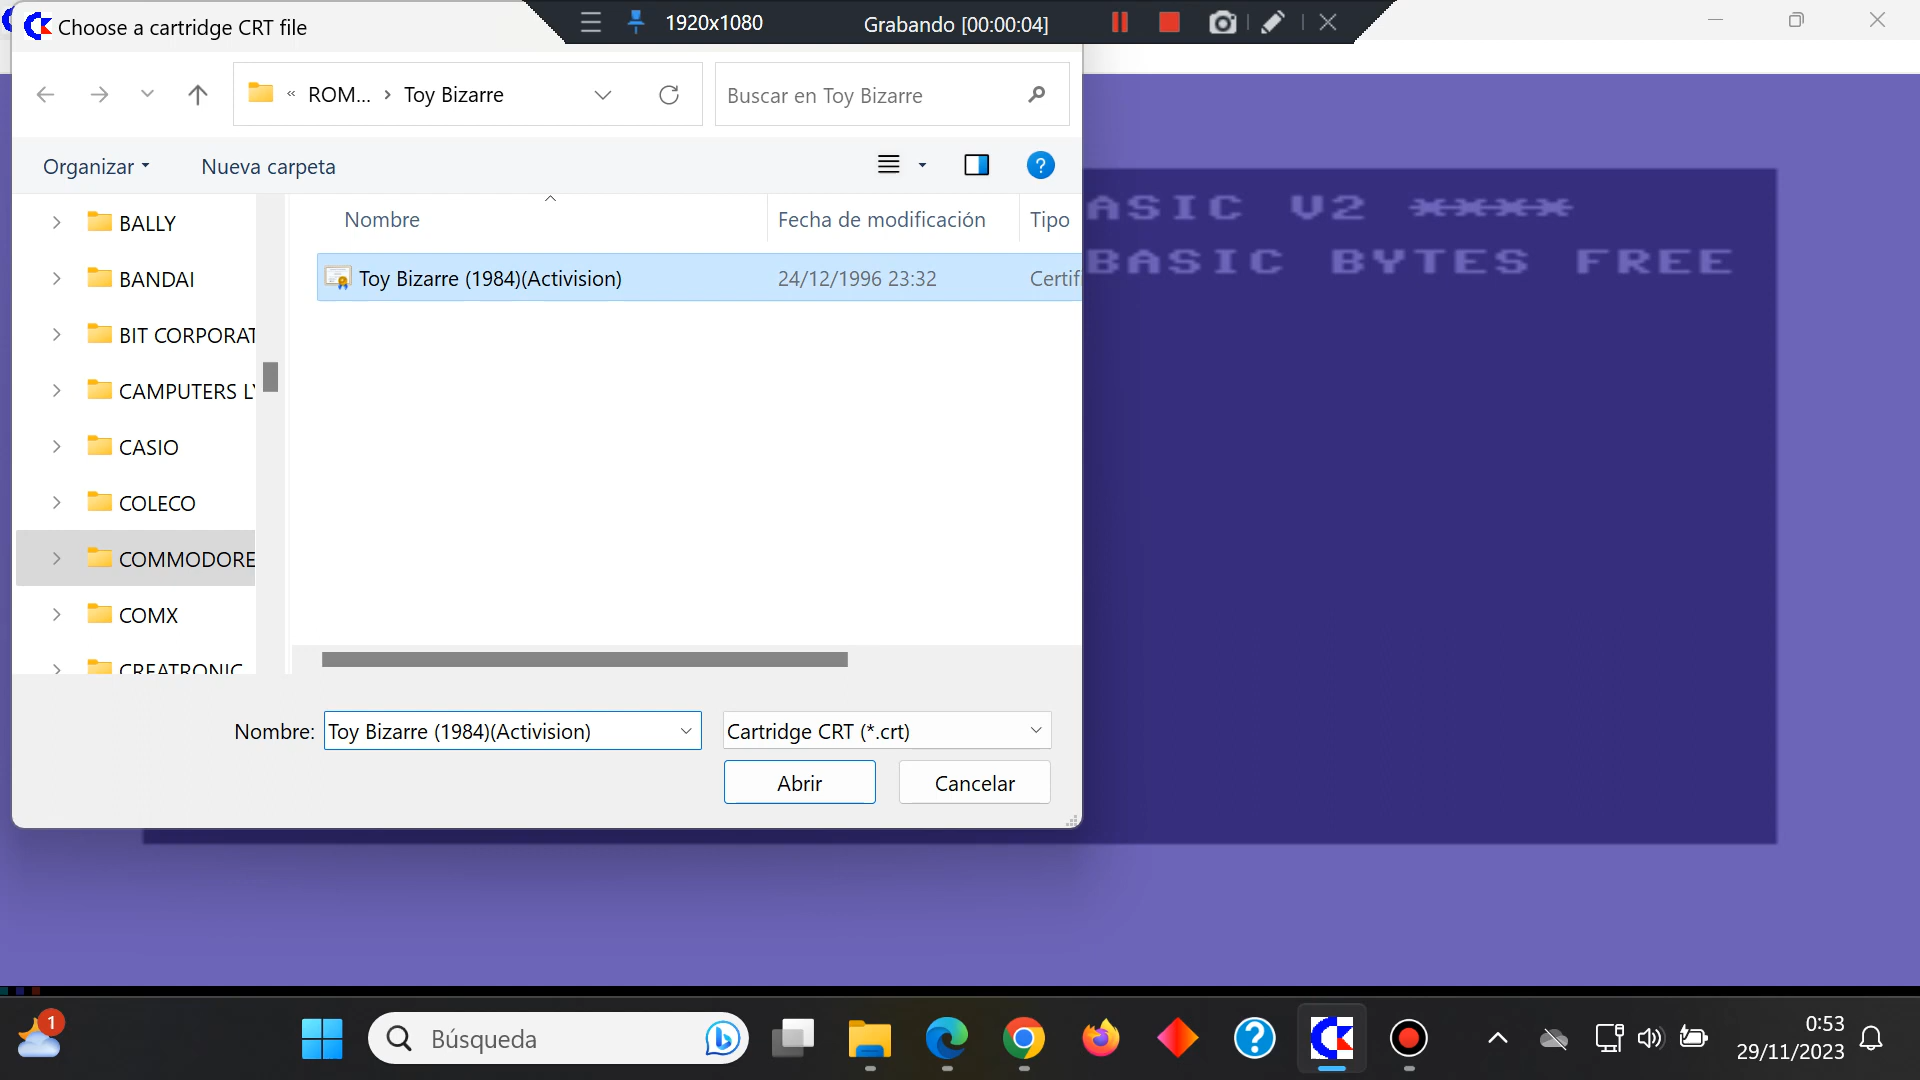 Choose a cartridge CRT file
1920x1080
Grabando [00:00:04]
« ROM... › Toy Bizarre
Buscar en Toy Bizarre
Organizar
Nueva carpeta
?
Nombre
Fecha de modificación
Tipo
Toy Bizarre (1984)(Activision)
24/12/1996 23:32
Certif
BALLY
BANDAI
BIT CORPORAT
CAMPUTERS LY
CASIO
COLECO
COMMODORE
COMX
CREATRONIC
ASIC V2 ****
BASIC BYTES FREE
Nombre:
Toy Bizarre (1984)(Activision)
Cartridge CRT (*.crt)
Abrir
Cancelar
1
Búsqueda
?
0:53
29/11/2023